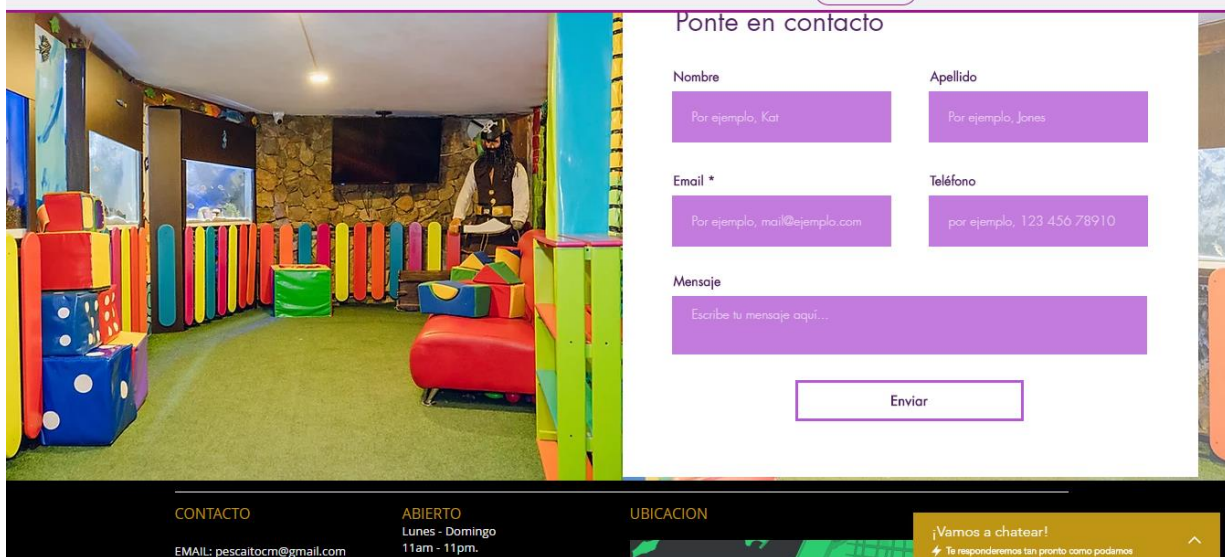 Ponte en contacto
Nombre
Apellido
Por ejemplo, Kat
Por ejemplo, Jones
Email *
Teléfono
Por ejemplo, mail@ejemplo.com
por ejemplo, 123 456 78910
Mensaje
Escribe tu mensaje aquí...
Enviar
CONTACTO
EMAIL: pescaitocm@gmail.com
ABIERTO
Lunes - Domingo
11am - 11pm.
UBICACION
¡Vamos a chatear!
Te responderemos tan pronto como podamos